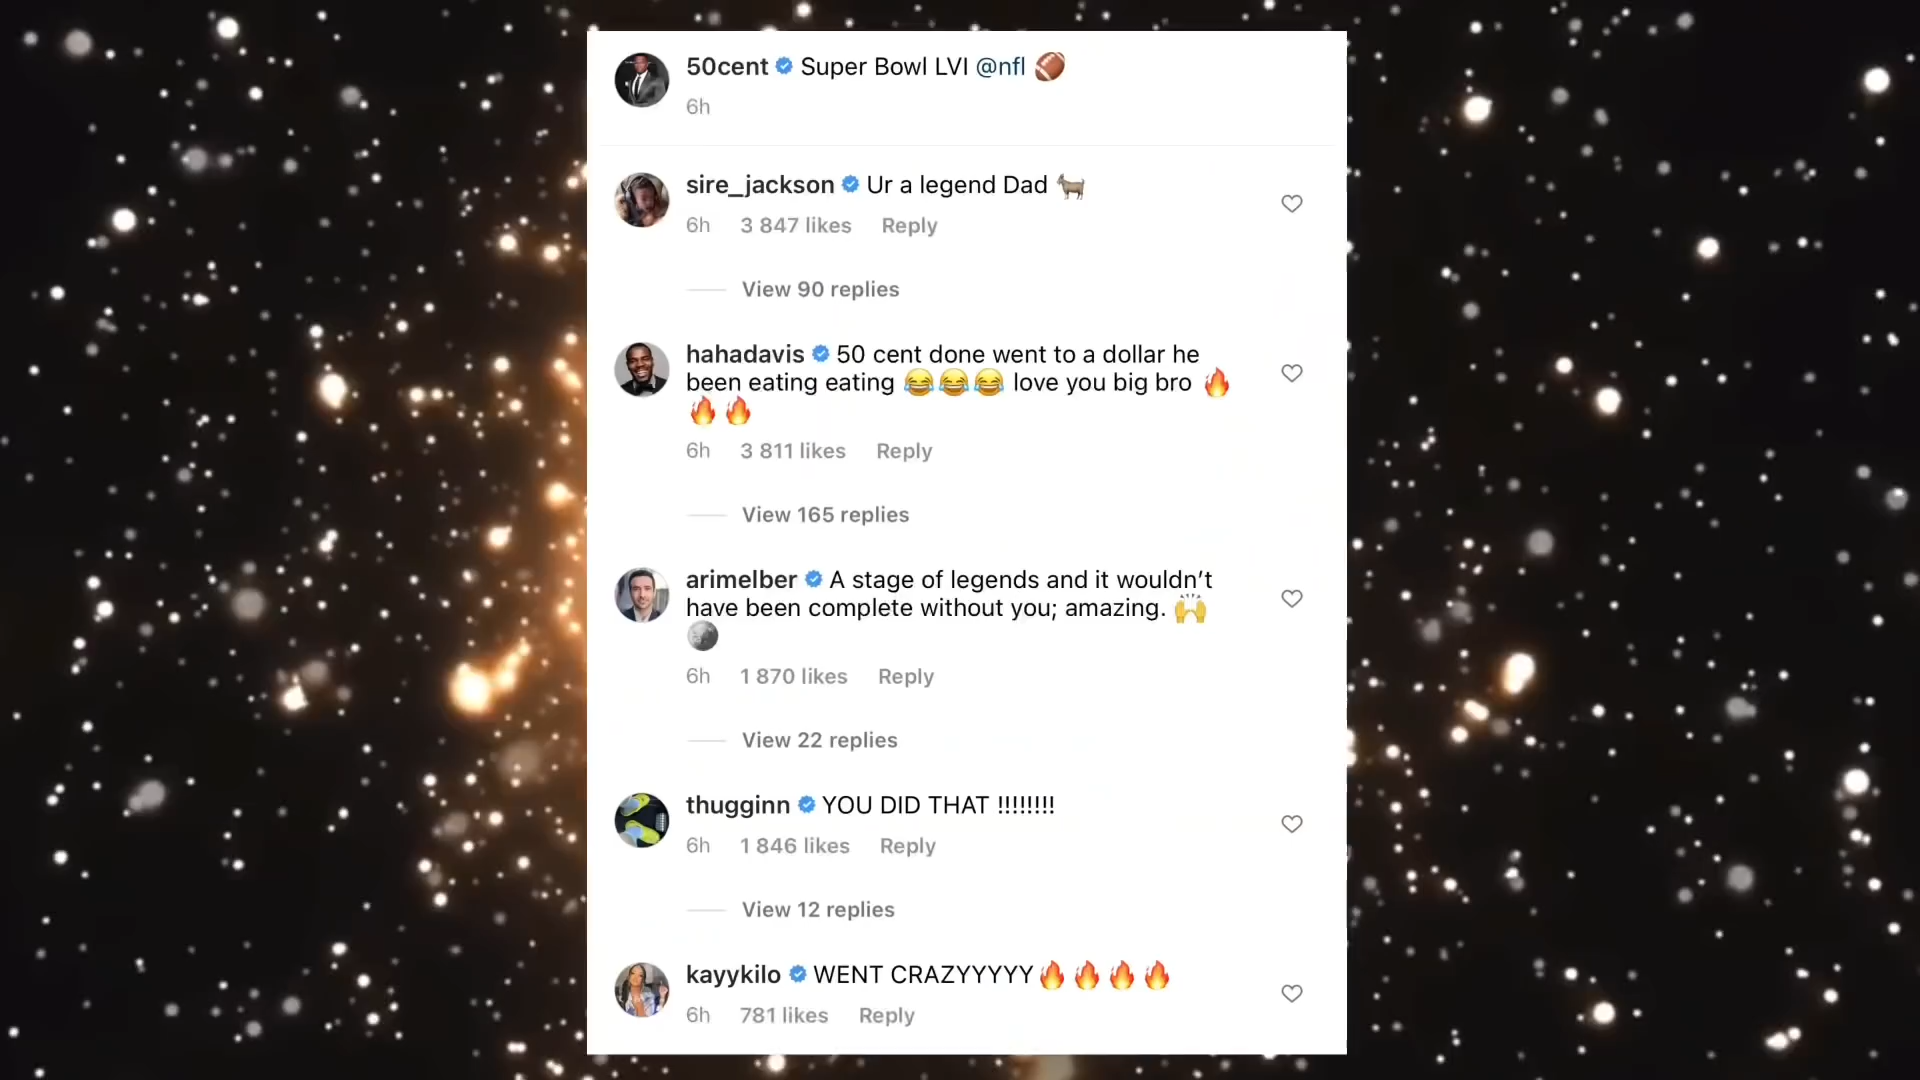 50cent Super Bowl LVI @nfl 🏈
6h
sire_jackson Ur a legend Dad 🐐
6h 3 847 likes Reply
View 90 replies
hahadavis 50 cent done went to a dollar he
been eating eating 😂😂😂 love you big bro 🔥
🔥🔥
6h 3 811 likes Reply
View 165 replies
arimelber A stage of legends and it wouldn't
have been complete without you; amazing. 🙌
🌑
6h 1 870 likes Reply
View 22 replies
thugginn YOU DID THAT !!!!!!!!
6h 1 846 likes Reply
View 12 replies
kayykilo WENT CRAZYYYYY🔥🔥🔥🔥
6h 781 likes Reply